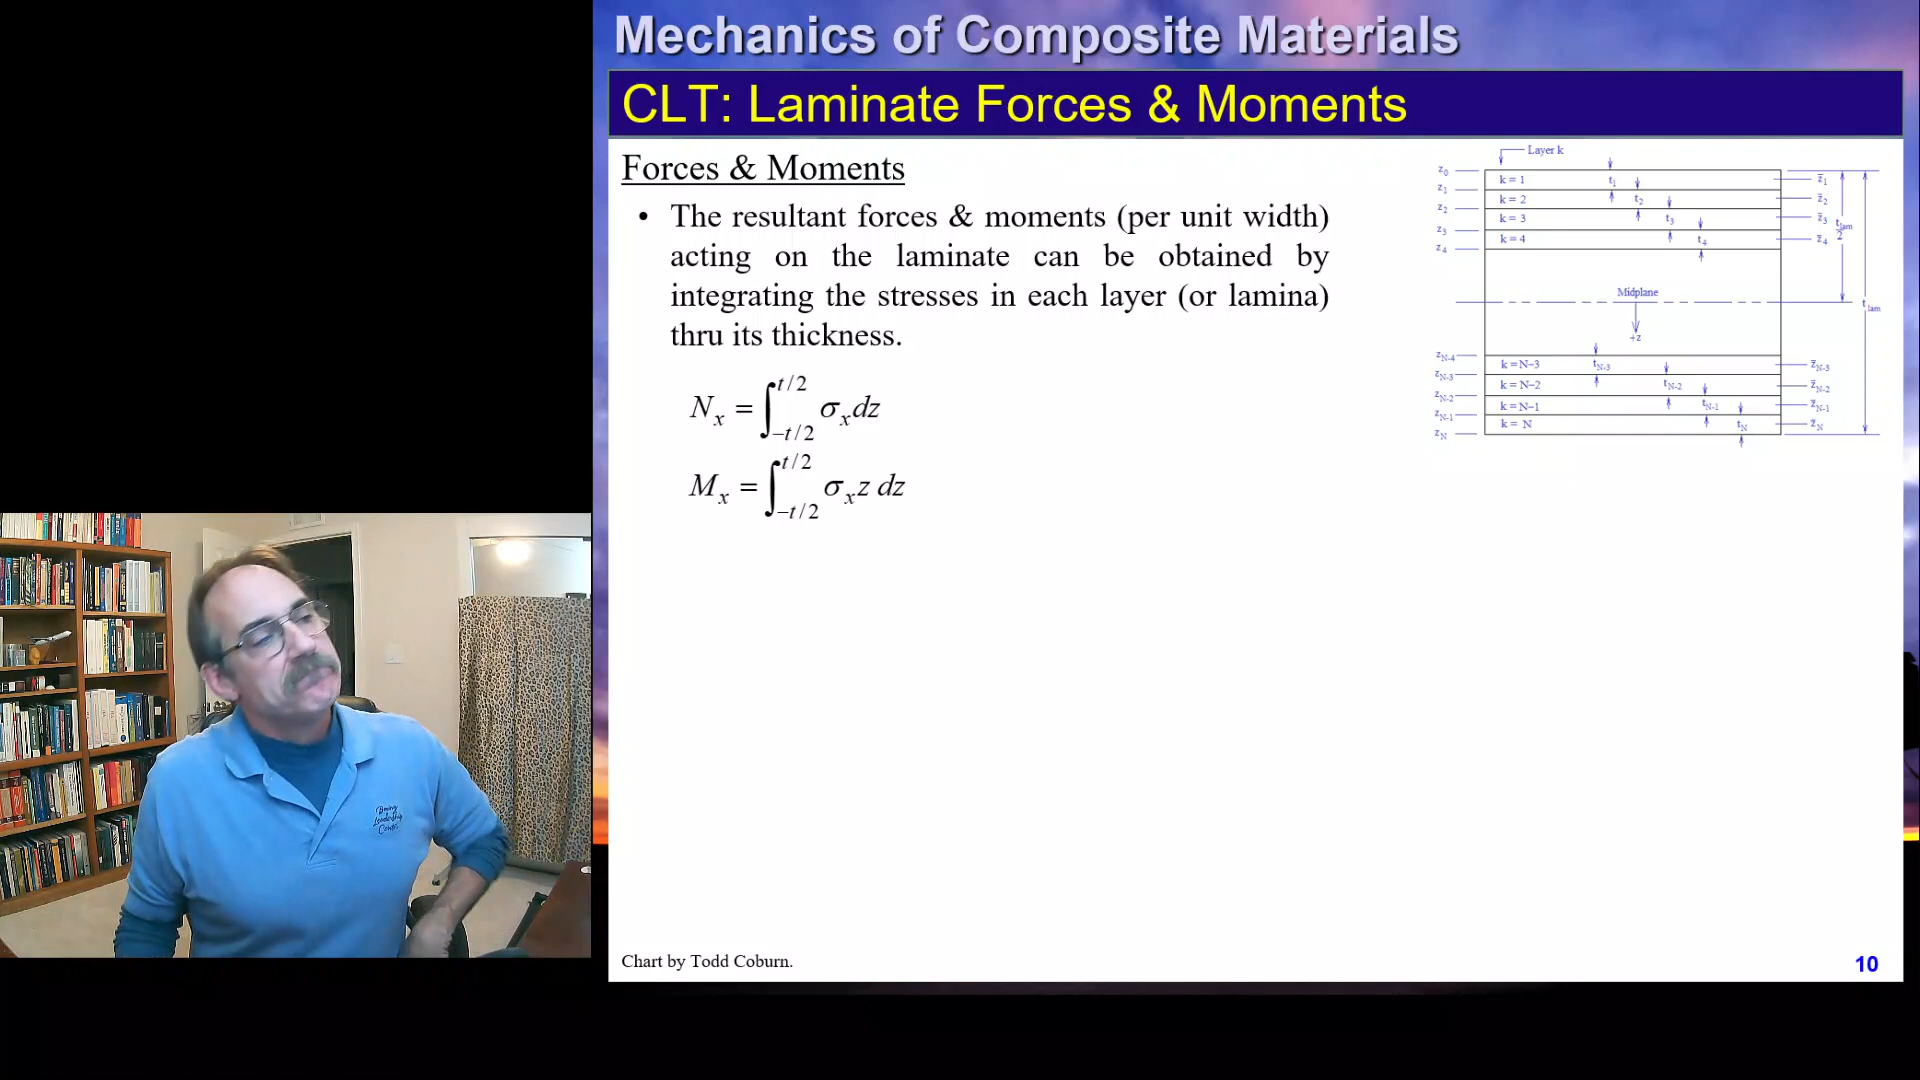 Mechanics of Composite Materials
CLT: Laminate Forces & Moments
Forces & Moments
• The resultant forces & moments (per unit width)
acting on the laminate can be obtained by
integrating the stresses in each layer (or lamina)
thru its thickness.
N_x = ∫_{-t/2}^{t/2} σ_x dz
M_x = ∫_{-t/2}^{t/2} σ_x z dz
Layer k
z_0
k = 1 t_1 z̄_1
z_1
k = 2 t_2 z̄_2
z_2
k = 3 t_3 z̄_3
z_3
k = 4 t_4 z̄_4
z_4
t_lam
2
Midplane
t_lam
+z
z_N-4
k = N–3 t_N-3 z̄_N-3
z_N-3
k = N–2 t_N-2 z̄_N-2
z_N-2
k = N–1 t_N-1 z̄_N-1
z_N-1
k = N t_N z̄_N
z_N
Boeing
Leadership
Center
Chart by Todd Coburn.
10